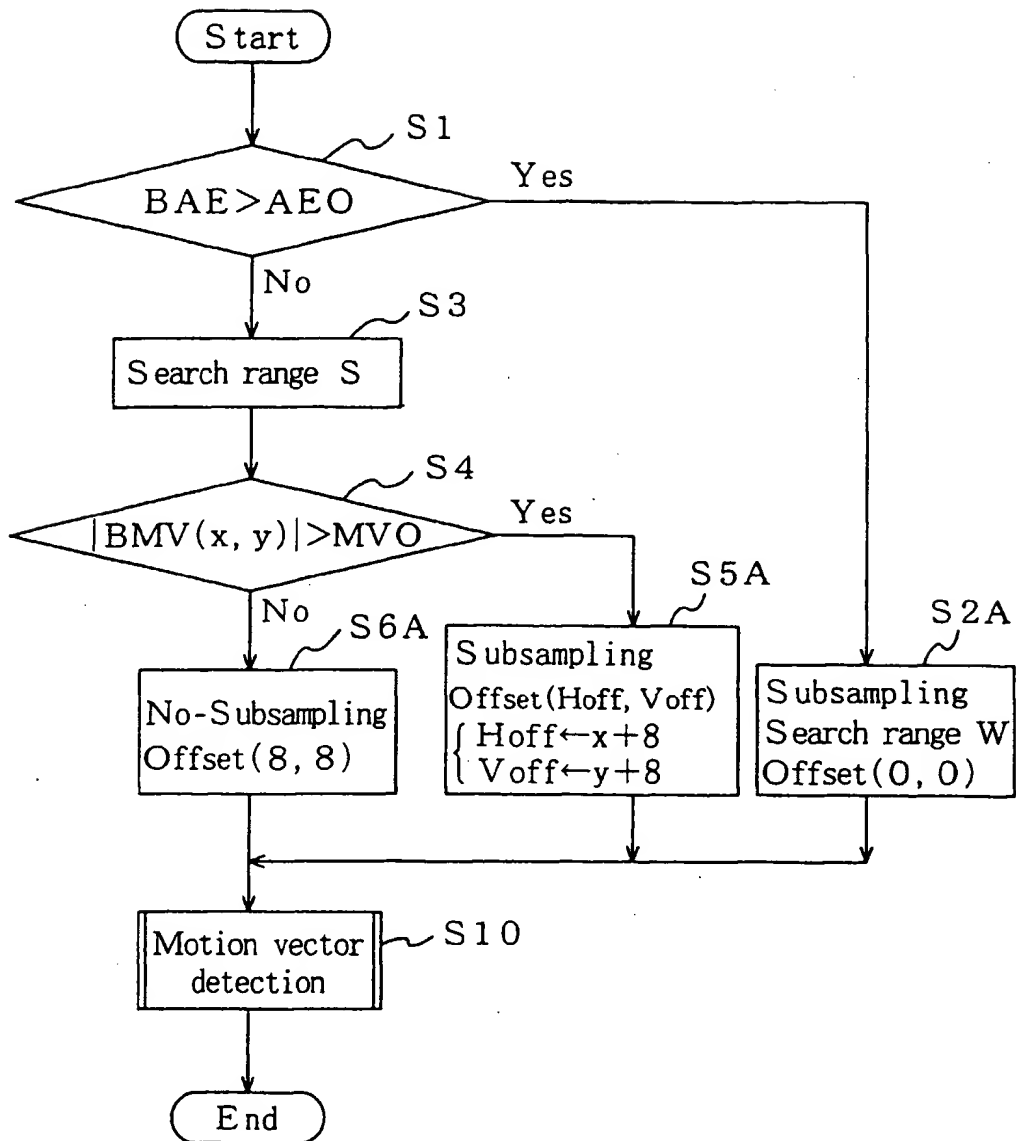 Start
S1
BAE>AEO
Yes
No
S3
Search range S
S4
|BMV(x, y)|>MVO
Yes
No
S6A
No-Subsampling
Offset(8, 8)
S5A
Subsampling
Offset(Hoff, Voff)
Hoff←x+8
Voff←y+8
S2A
Subsampling
Search range W
Offset(0, 0)
S10
Motion vector
detection
End